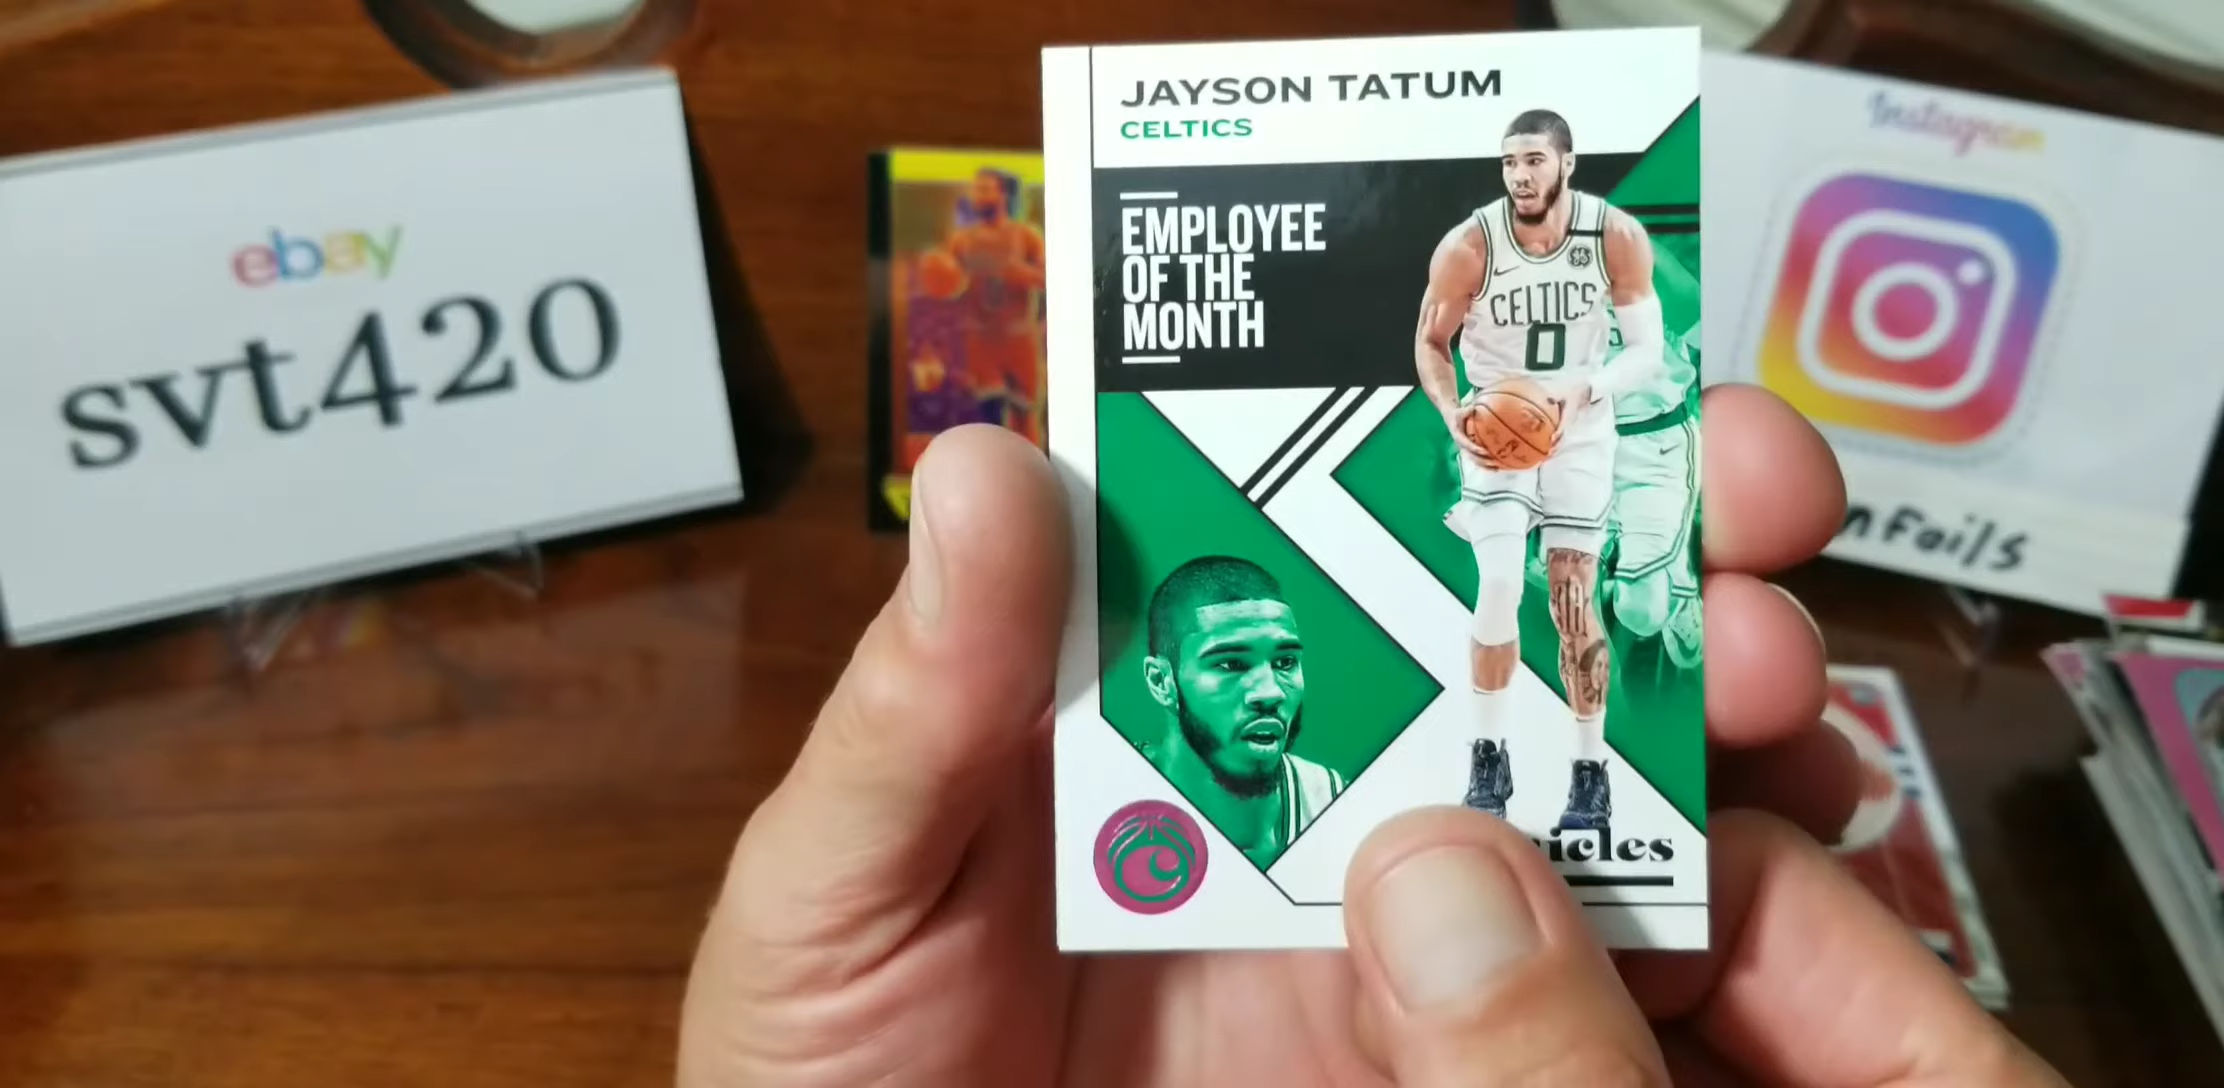 ebay
svt420
JAYSON TATUM
CELTICS
EMPLOYEE
OF THE
MONTH
CELTICS
0
Instagram